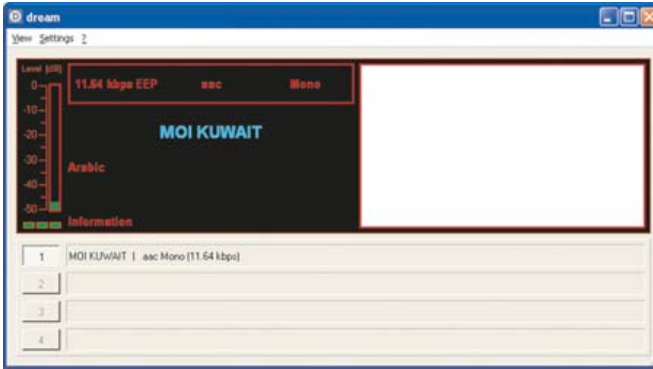 dream
View Settings ?
Level [dB]
0
-10
-20
-30
-40
-50
11.64 kbps EEP aac Mono
MOI KUWAIT
Arabic
Information
1 MOI KUWAIT | aac Mono (11.64 kbps)
2
3
4